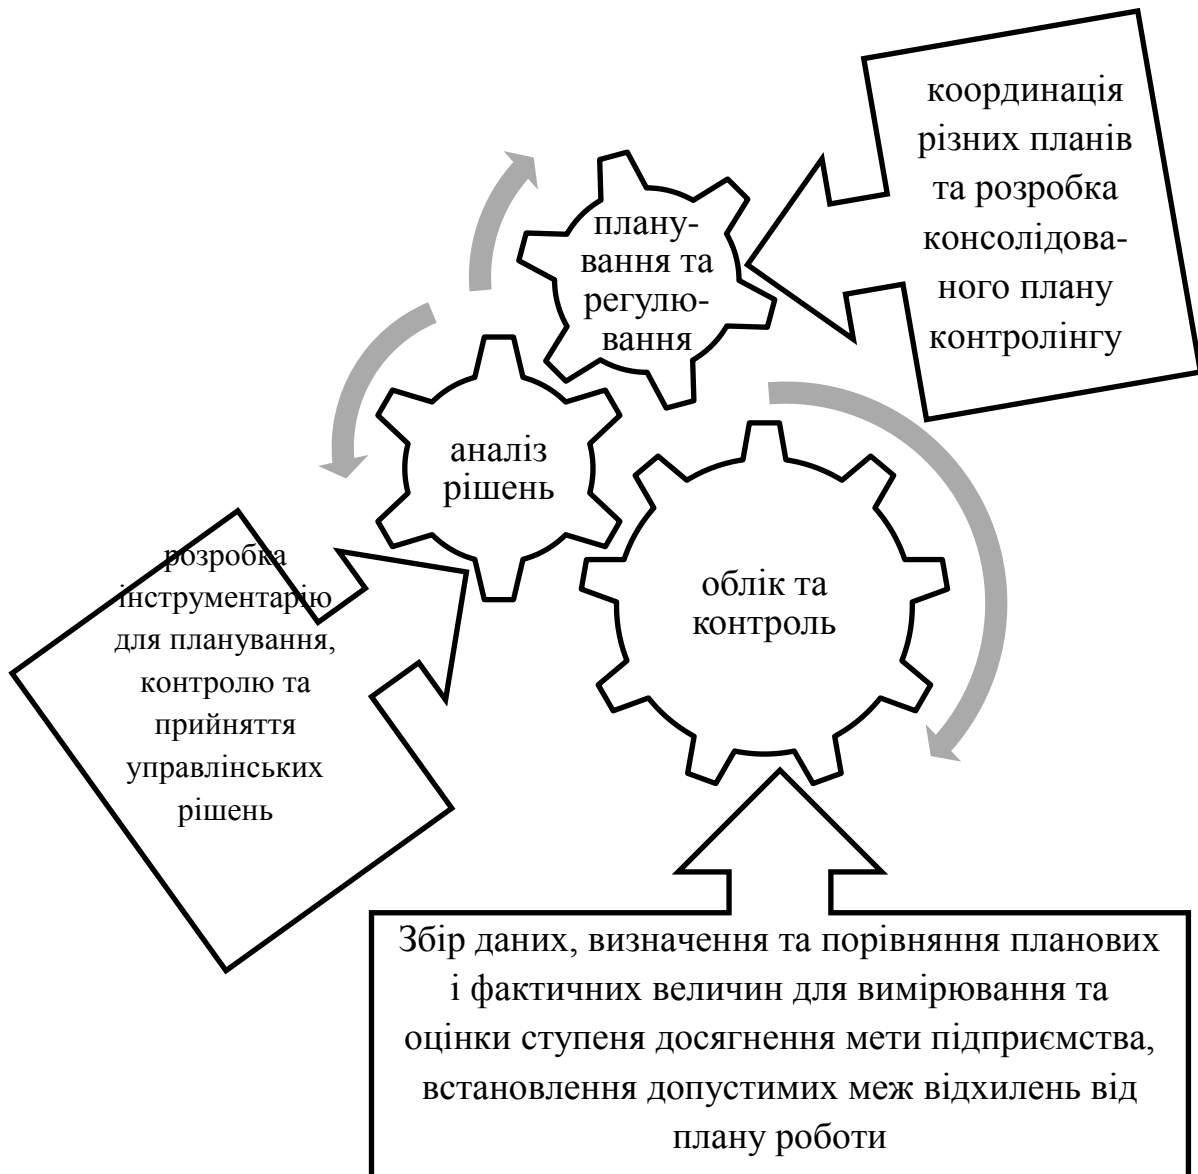 координація
різних планів
та розробка
консолідова-
ного плану
контролінгу
плану-
вання та
регулю-
вання
аналіз
рішень
облік та
контроль
розробка
інструментарію
для планування,
контролю та
прийняття
управлінських
рішень
Збір даних, визначення та порівняння планових
і фактичних величин для вимірювання та
оцінки ступеня досягнення мети підприємства,
встановлення допустимих меж відхилень від
плану роботи